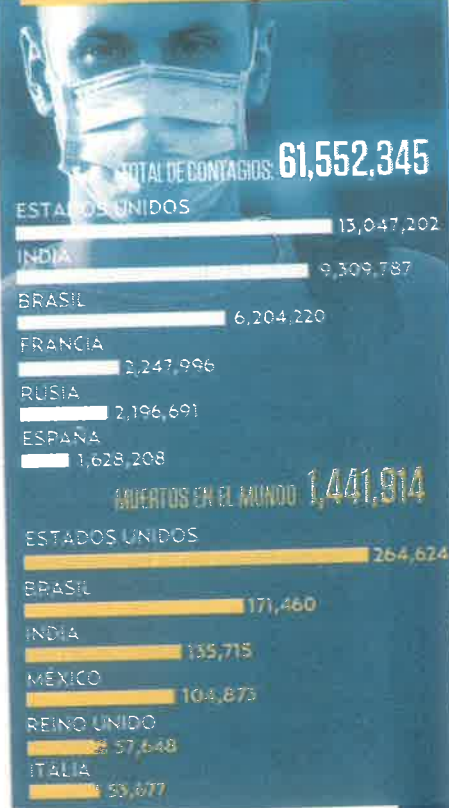 TOTAL DE CONTAGIOS: 61,552,345
ESTADOS UNIDOS
13,047,202
INDIA
9,309,787
BRASIL
6,204,220
FRANCIA
2,247,996
RUSIA
2,196,691
ESPAÑA
1,628,208
MUERTOS EN EL MUNDO 1,441,914
ESTADOS UNIDOS
264,624
BRASIL
171,460
INDIA
135,715
MÉXICO
104,873
REINO UNIDO
57,648
ITALIA
53,677